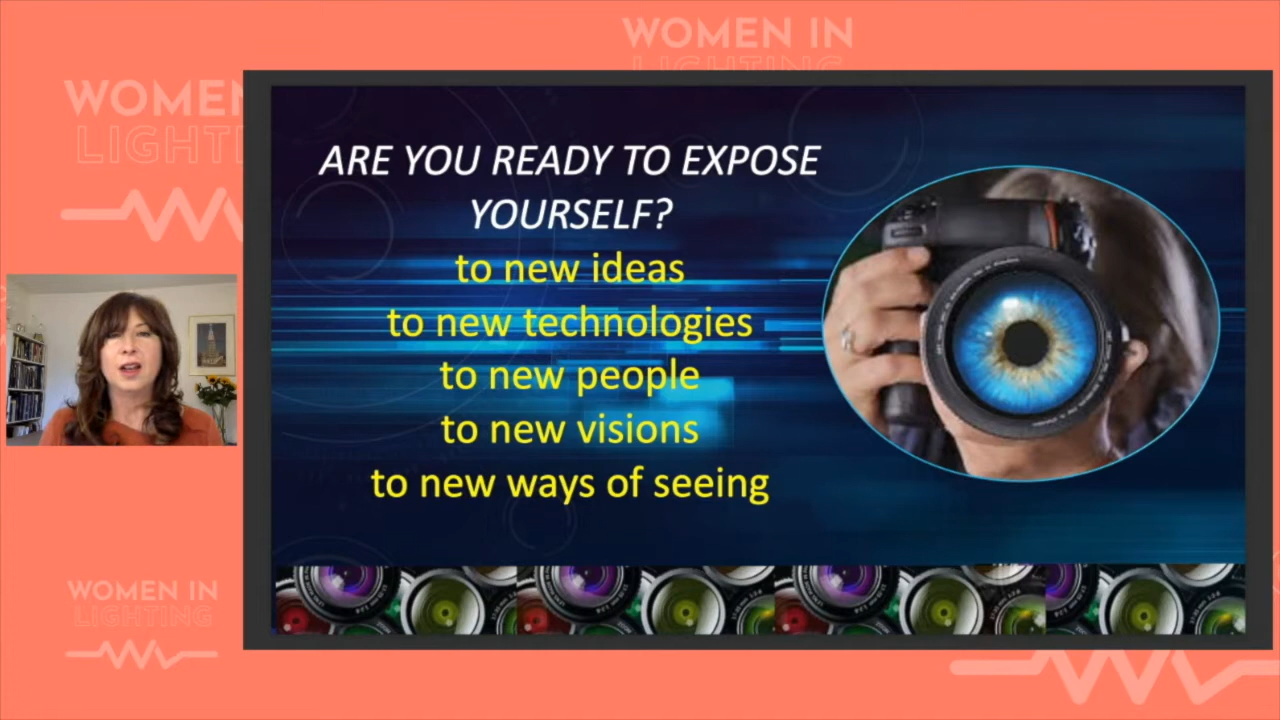 WOMEN IN
LIGHTING
WOMEN
LIGHTI
ARE YOU READY TO EXPOSE
YOURSELF?
to new ideas
to new technologies
to new people
to new visions
to new ways of seeing
WOMEN IN
LIGHTING